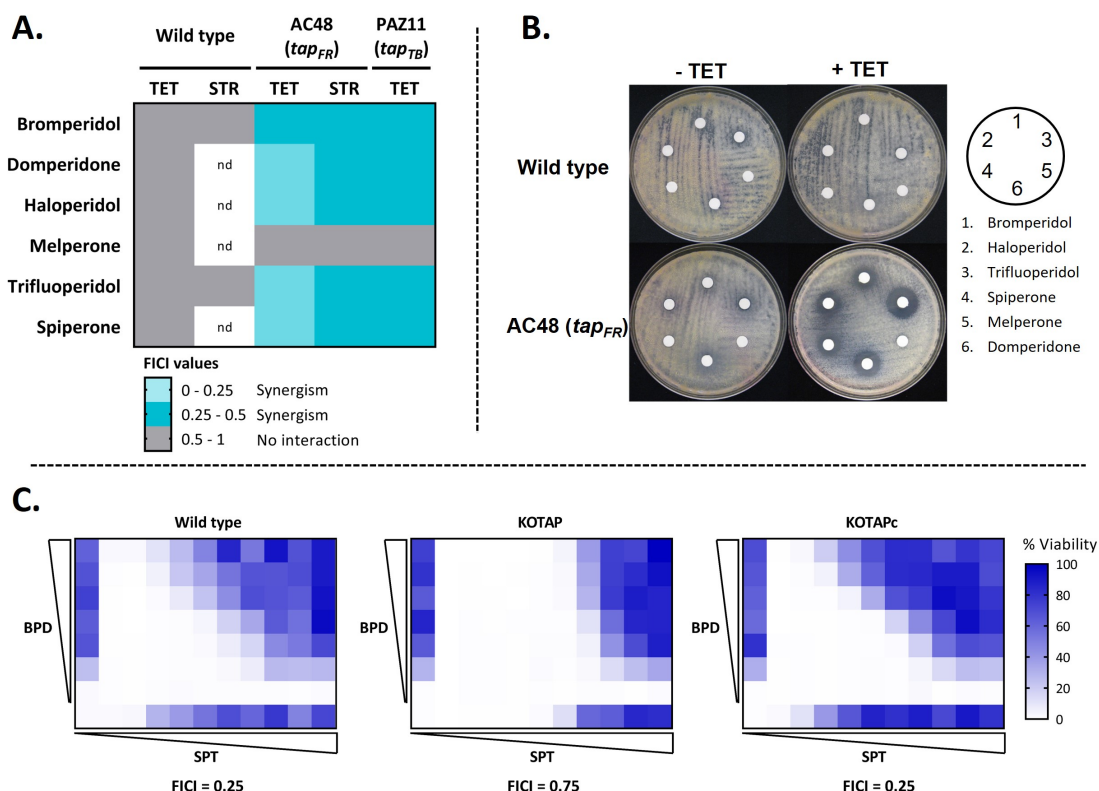 A.
Wild type
AC48
(tapFR)
PAZ11
(tapTB)
TET STR TET STR TET
Bromperidol
Domperidone nd
Haloperidol nd
Melperone nd
Trifluoperidol
Spiperone nd
FICI values
0 - 0.25 Synergism
0.25 - 0.5 Synergism
0.5 - 1 No interaction
B.
- TET + TET
Wild type
AC48 (tapFR)
1
2 3
4 5
6
1. Bromperidol
2 Haloperidol
3. Trifluoperidol
4. Spiperone
5. Melperone
6. Domperidone
C.
Wild type
BPD
SPT
FICI = 0.25
KOTAP
BPD
SPT
FICI = 0.75
KOTAPc
BPD
SPT
FICI = 0.25
% Viability
100
80
60
40
20
0